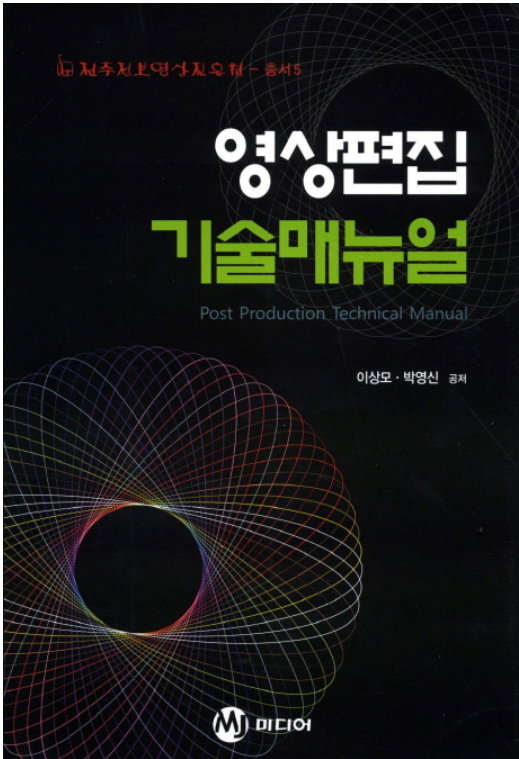 전주정보영상진흥원 - 총서5
영상편집
기술매뉴얼
Post Production Technical Manual
이상모 · 박영신 공저
MJ 미디어